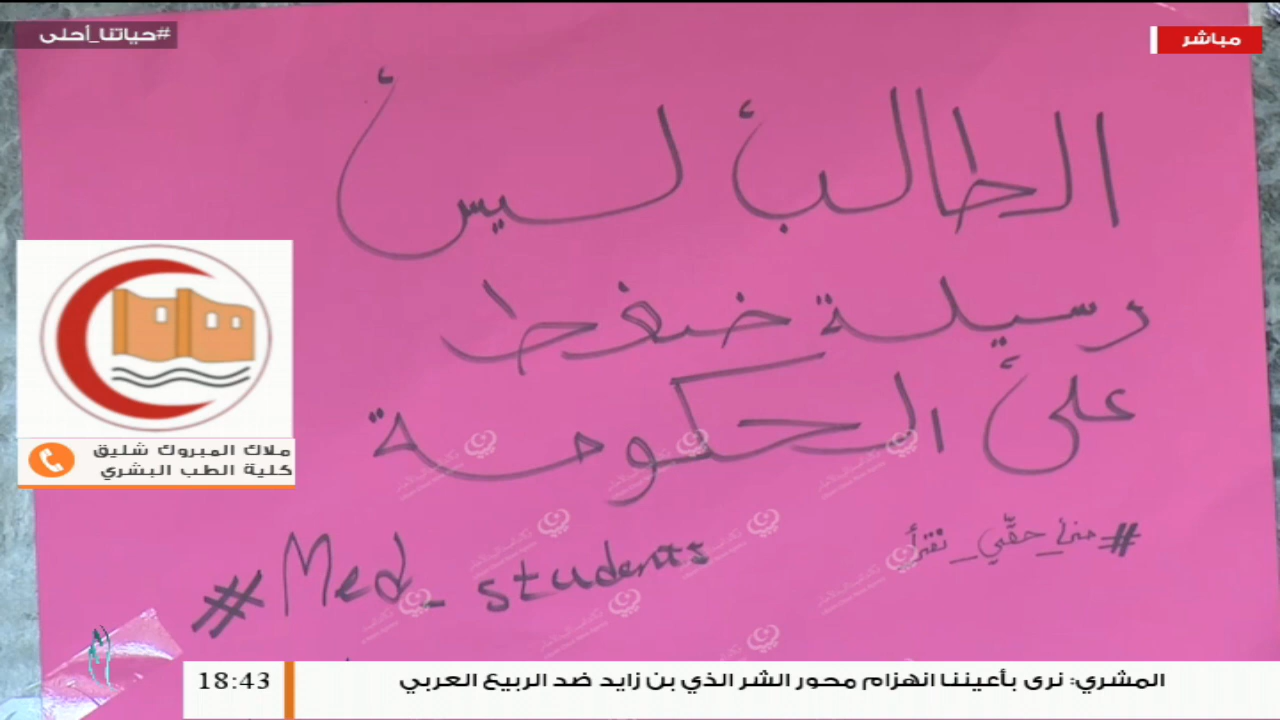 #حياتنا_أحلى
مباشر
الطالب ليس
وسيلة ضغط
على الحكومة
#من_حقي_نقرأ
#Med_students
ملاك المبروك شليق
كلية الطب البشري
18:43
المشري: نرى بأعيننا انهزام محور الشر الذي بن زايد ضد الربيع العربي